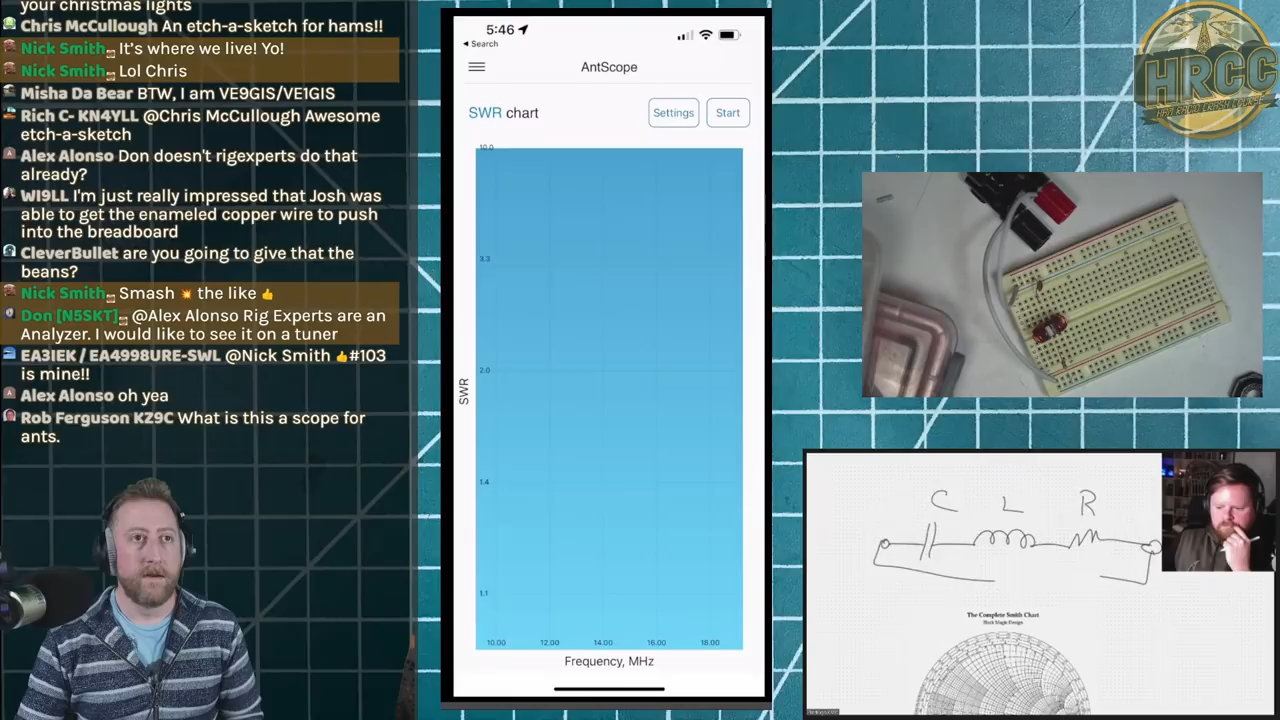 your christmas lights
Chris McCullough An etch-a-sketch for hams!!
Nick Smith It's where we live! Yo!
Nick Smith Lol Chris
Misha Da Bear BTW, I am VE9GIS/VE1GIS
Rich C- KN4YLL @Chris McCullough Awesome
etch-a-sketch
Alex Alonso Don doesn't rigexperts do that
already?
WI9LL I'm just really impressed that Josh was
able to get the enameled copper wire to push
into the breadboard
CleverBullet are you going to give that the
beans?
Nick Smith Smash 💥 the like 👍
Don [N5SKT] @Alex Alonso Rig Experts are an
Analyzer. I would like to see it on a tuner
EA3IEK / EA4998URE-SWL @Nick Smith 👍#103
is mine!!
Alex Alonso oh yea
Rob Ferguson KZ9C What is this a scope for
ants.
5:46
Search
AntScope
SWR chart
Settings
Start
10.0
3.3
2.0
1.4
1.1
SWR
10.00 12.00 14.00 16.00 18.00
Frequency, MHz
HRCC
HAM RADIO CRASH COURSE
C L R
The Complete Smith Chart
Black Magic Design